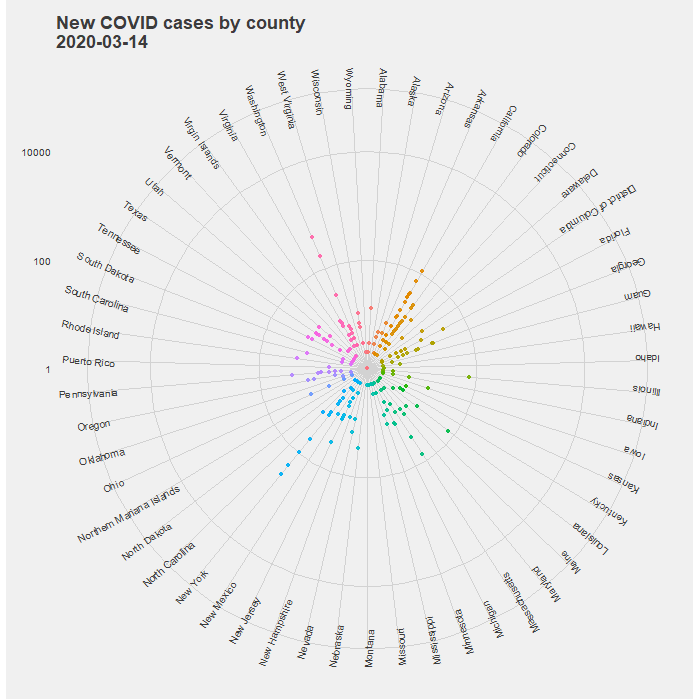 New COVID cases by county
2020-03-14
10000
100
1
Alabama
Alaska
Arizona
Arkansas
California
Colorado
Connecticut
Delaware
District of Columbia
Florida
Georgia
Guam
Hawaii
Idaho
Illinois
Indiana
Iowa
Kansas
Kentucky
Louisiana
Maine
Maryland
Massachusetts
Michigan
Minnesota
Mississippi
Missouri
Montana
Nebraska
Nevada
New Hampshire
New Jersey
New Mexico
New York
North Carolina
North Dakota
Northern Mariana Islands
Ohio
Oklahoma
Oregon
Pennsylvania
Puerto Rico
Rhode Island
South Carolina
South Dakota
Tennessee
Texas
Utah
Vermont
Virgin Islands
Virginia
Washington
West Virginia
Wisconsin
Wyoming